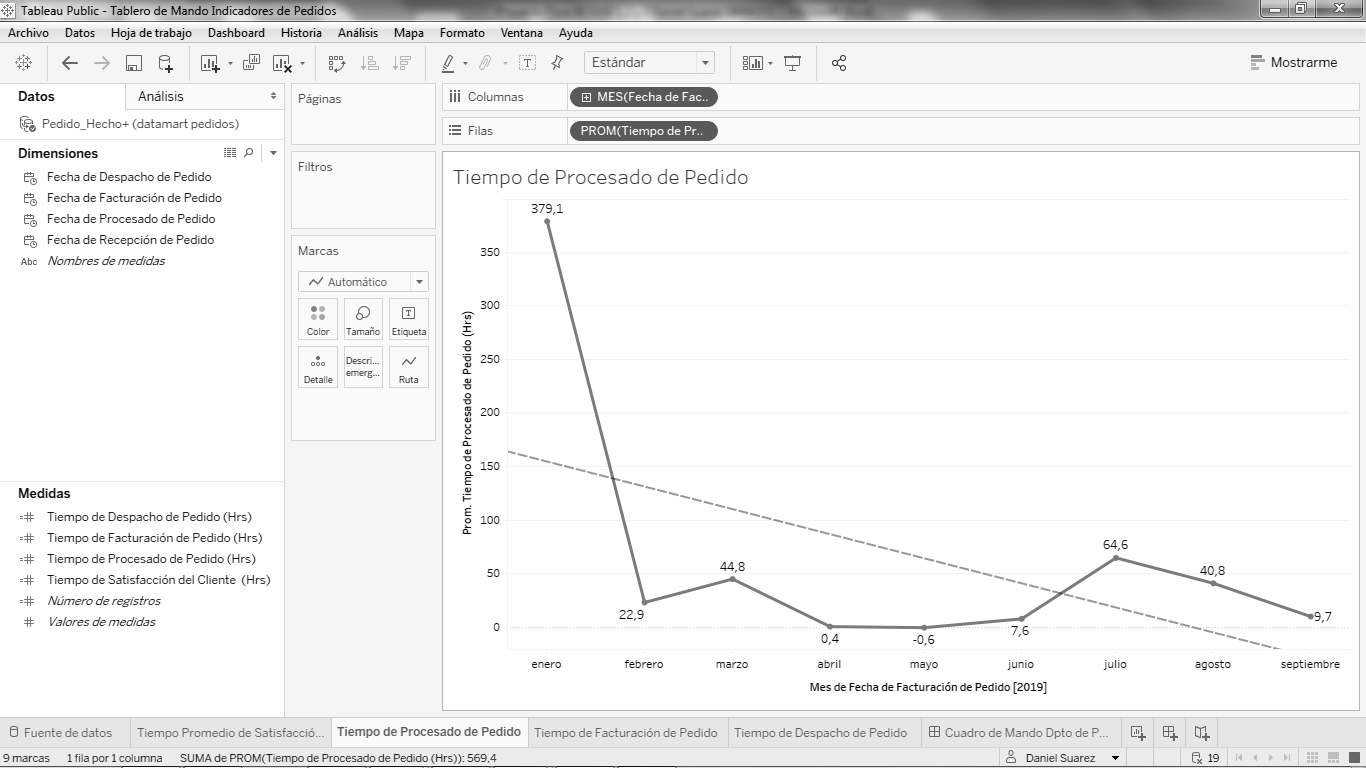 Tableau Public - Tablero de Mando Indicadores de Pedidos
Archivo Datos Hoja de trabajo Dashboard Historia Análisis Mapa Formato Ventana Ayuda
Estándar
Mostrarme
Datos
Análisis
Pedido_Hecho+ (datamart pedidos)
Dimensiones
Fecha de Despacho de Pedido
Fecha de Facturación de Pedido
Fecha de Procesado de Pedido
Fecha de Recepción de Pedido
Abc Nombres de medidas
Medidas
Tiempo de Despacho de Pedido (Hrs)
Tiempo de Facturación de Pedido (Hrs)
Tiempo de Procesado de Pedido (Hrs)
Tiempo de Satisfacción del Cliente (Hrs)
Número de registros
Valores de medidas
Páginas
Filtros
Marcas
Automático
Color
Tamaño
Etiqueta
Detalle
Descri...
emerg...
Ruta
Columnas
MES(Fecha de Fac..
Filas
PROM(Tiempo de Pr..
Tiempo de Procesado de Pedido
Prom. Tiempo de Procesado de Pedido (Hrs)
350
300
250
200
150
100
50
0
379,1
22,9
44,8
0,4
-0,6
7,6
64,6
40,8
9,7
enero febrero marzo abril mayo junio julio agosto septiembre
Mes de Fecha de Facturación de Pedido [2019]
Fuente de datos
Tiempo Promedio de Satisfacció...
Tiempo de Procesado de Pedido
Tiempo de Facturación de Pedido
Tiempo de Despacho de Pedido
Cuadro de Mando Dpto de P...
9 marcas 1 fila por 1 columna SUMA de PROM(Tiempo de Procesado de Pedido (Hrs)): 569,4
Daniel Suarez
19